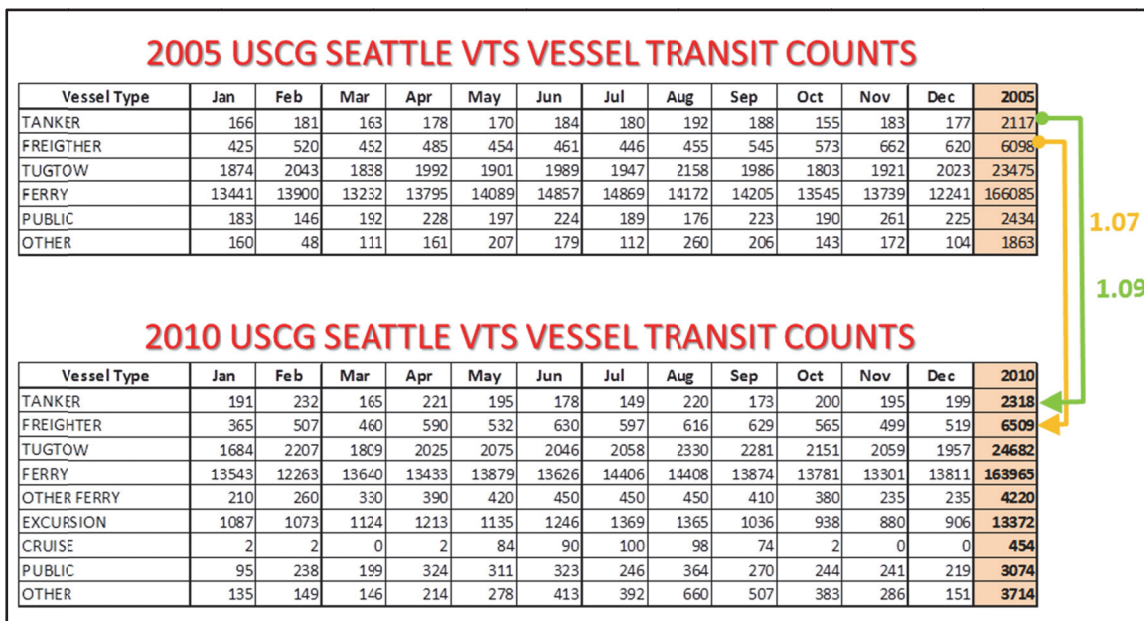 2005 USCG SEATTLE VTS VESSEL TRANSIT COUNTS
Vessel Type Jan Feb Mar Apr May Jun Jul Aug Sep Oct Nov Dec 2005
TANKER 166 181 163 178 170 184 180 192 188 155 183 177 2117
FREIGTHER 425 520 452 485 454 461 446 455 545 573 662 620 6098
TUGTOW 1874 2043 1838 1992 1901 1989 1947 2158 1986 1803 1921 2023 23475
FERRY 13441 13900 13232 13795 14089 14857 14869 14172 14205 13545 13739 12241 166085
PUBLIC 183 146 192 228 197 224 189 176 223 190 261 225 2434
OTHER 160 48 111 161 207 179 112 260 206 143 172 104 1863
1.07
1.09
2010 USCG SEATTLE VTS VESSEL TRANSIT COUNTS
Vessel Type Jan Feb Mar Apr May Jun Jul Aug Sep Oct Nov Dec 2010
TANKER 191 232 165 221 195 178 149 220 173 200 195 199 2318
FREIGHTER 365 507 460 590 532 630 597 616 629 565 499 519 6509
TUGTOW 1684 2207 1809 2025 2075 2046 2058 2330 2281 2151 2059 1957 24682
FERRY 13543 12263 13640 13433 13879 13626 14406 14408 13874 13781 13301 13811 163965
OTHER FERRY 210 260 330 390 420 450 450 450 410 380 235 235 4220
EXCURSION 1087 1073 1124 1213 1135 1246 1369 1365 1036 938 880 906 13372
CRUISE 2 2 0 2 84 90 100 98 74 2 0 0 454
PUBLIC 95 238 199 324 311 323 246 364 270 244 241 219 3074
OTHER 135 149 146 214 278 413 392 660 507 383 286 151 3714